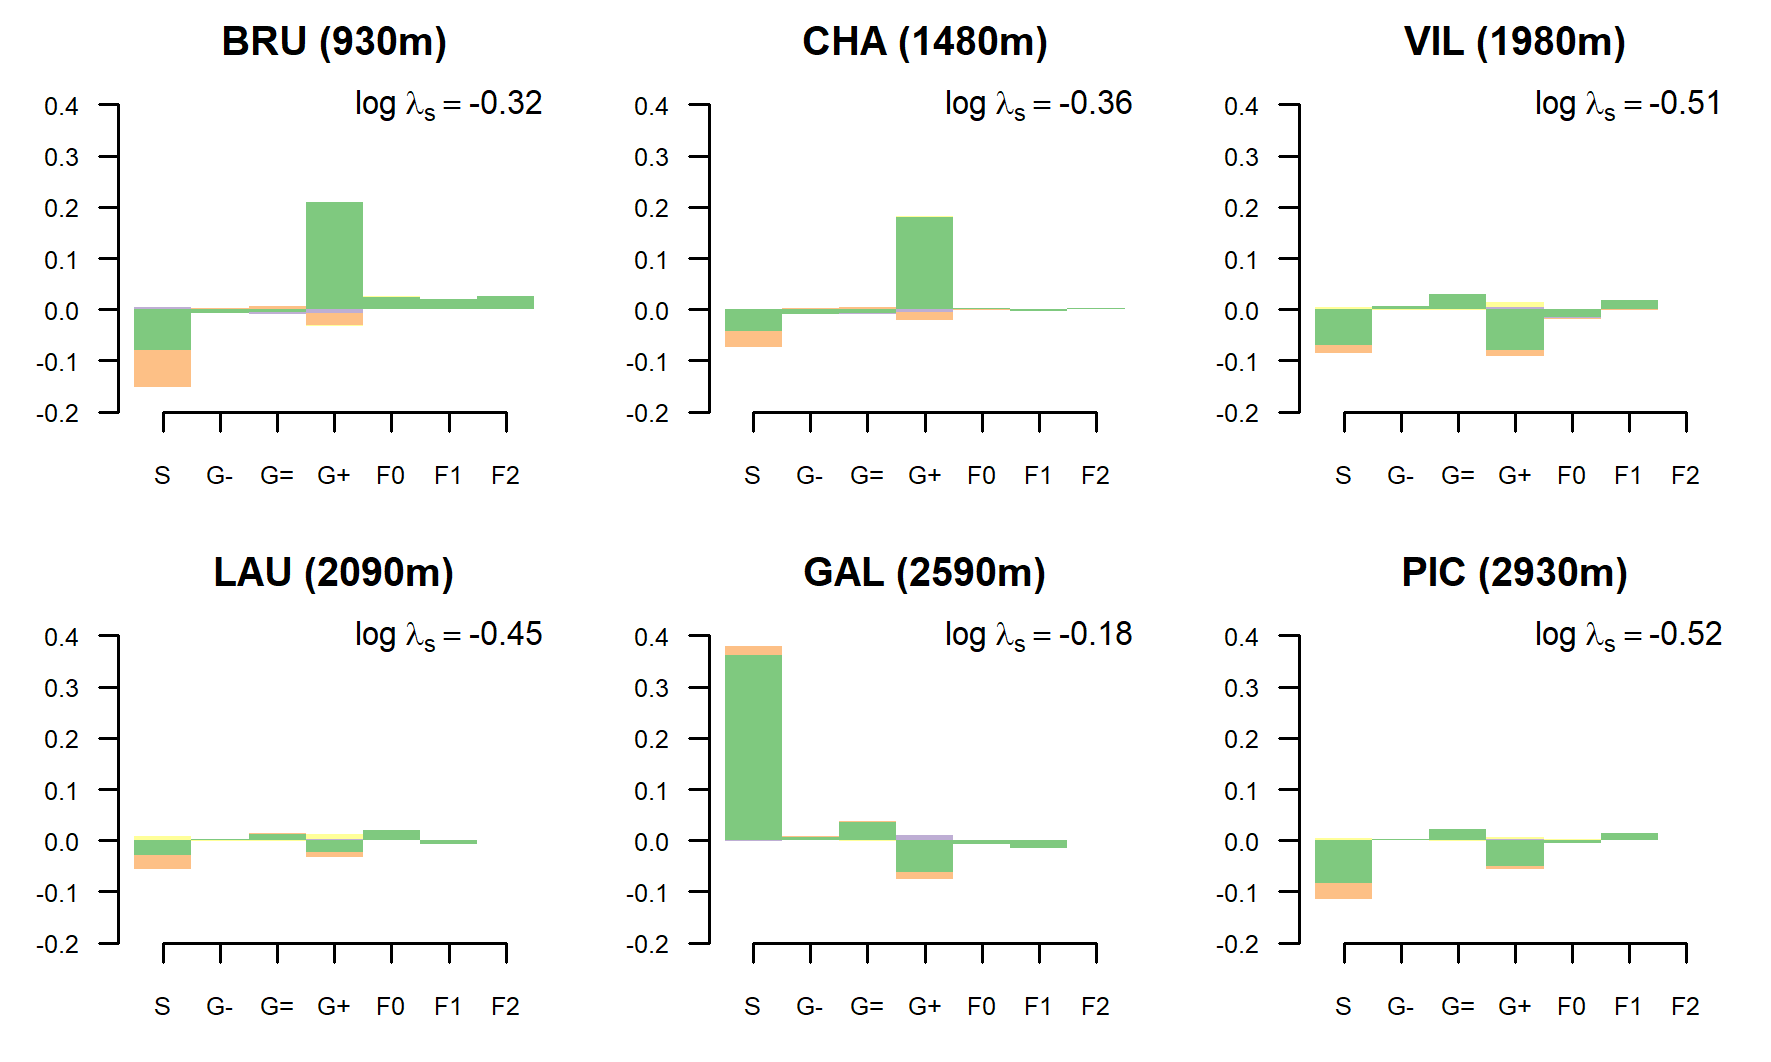 BRU (930m)
log λs = -0.32
0.4
0.3
0.2
0.1
0.0
-0.1
-0.2
S G- G= G+ F0 F1 F2
CHA (1480m)
log λs = -0.36
0.4
0.3
0.2
0.1
0.0
-0.1
-0.2
S G- G= G+ F0 F1 F2
VIL (1980m)
log λs = -0.51
0.4
0.3
0.2
0.1
0.0
-0.1
-0.2
S G- G= G+ F0 F1 F2
LAU (2090m)
log λs = -0.45
0.4
0.3
0.2
0.1
0.0
-0.1
-0.2
S G- G= G+ F0 F1 F2
GAL (2590m)
log λs = -0.18
0.4
0.3
0.2
0.1
0.0
-0.1
-0.2
S G- G= G+ F0 F1 F2
PIC (2930m)
log λs = -0.52
0.4
0.3
0.2
0.1
0.0
-0.1
-0.2
S G- G= G+ F0 F1 F2